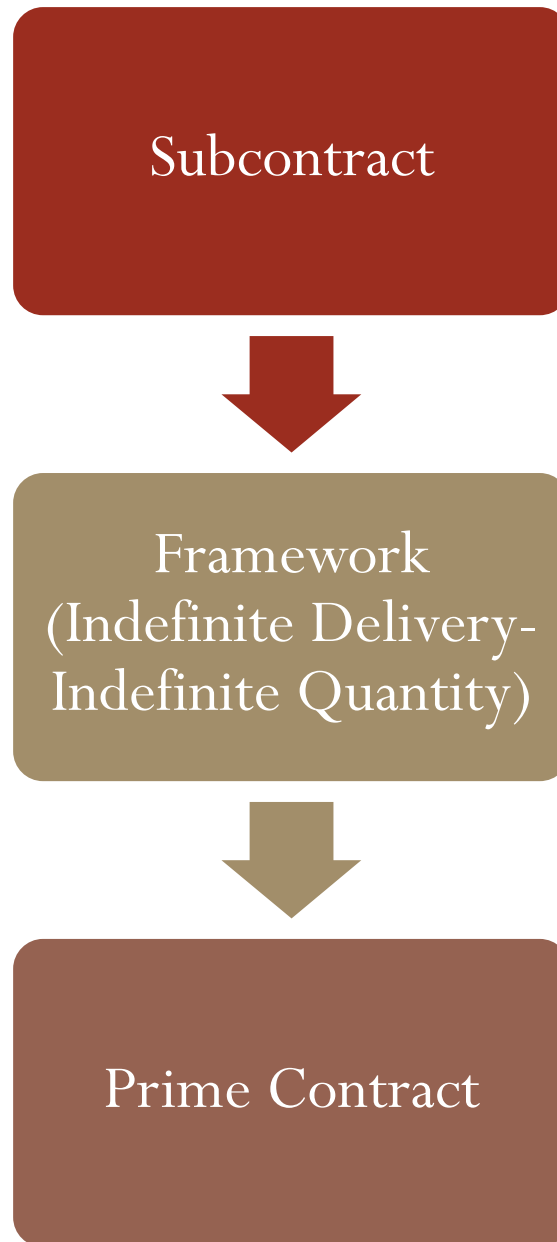 Subcontract
Framework
(Indefinite Delivery-
Indefinite Quantity)
Prime Contract